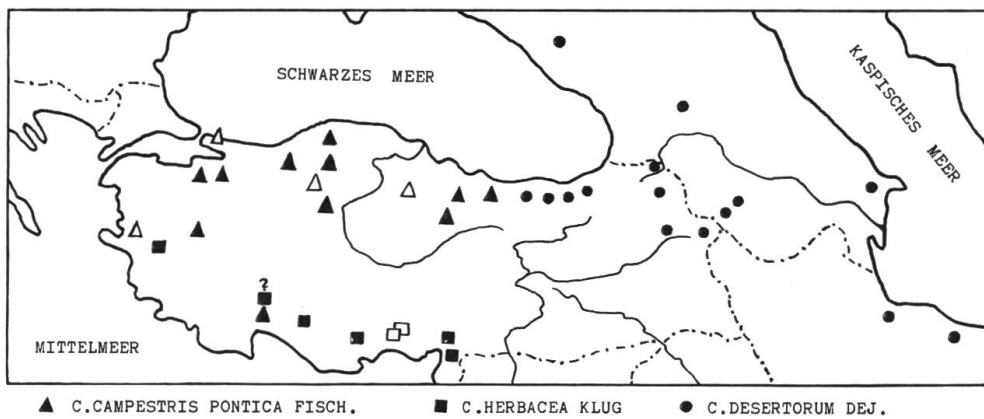 SCHWARZES MEER
KASPISCHES MEER
?
MITTELMEER
▲ C.CAMPESTRIS PONTICA FISCH. ■ C.HERBACEA KLUG ● C.DESERTORUM DEJ.